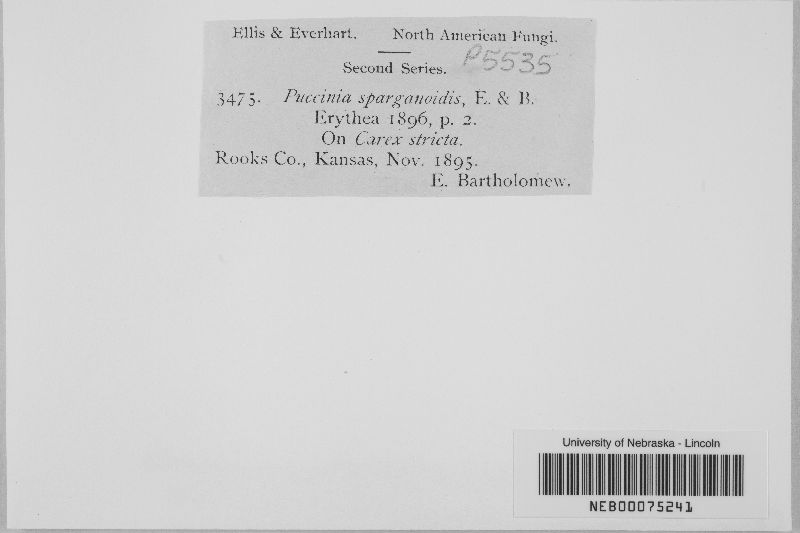 Ellis & Everhart. North American Fungi.
Second Series. P5535
3475. Puccinia sparganoidis, E. & B.
Erythea 1896, p. 2.
On Carex stricta.
Rooks Co., Kansas, Nov. 1895.
E. Bartholomew.
University of Nebraska - Lincoln
NEB00075241